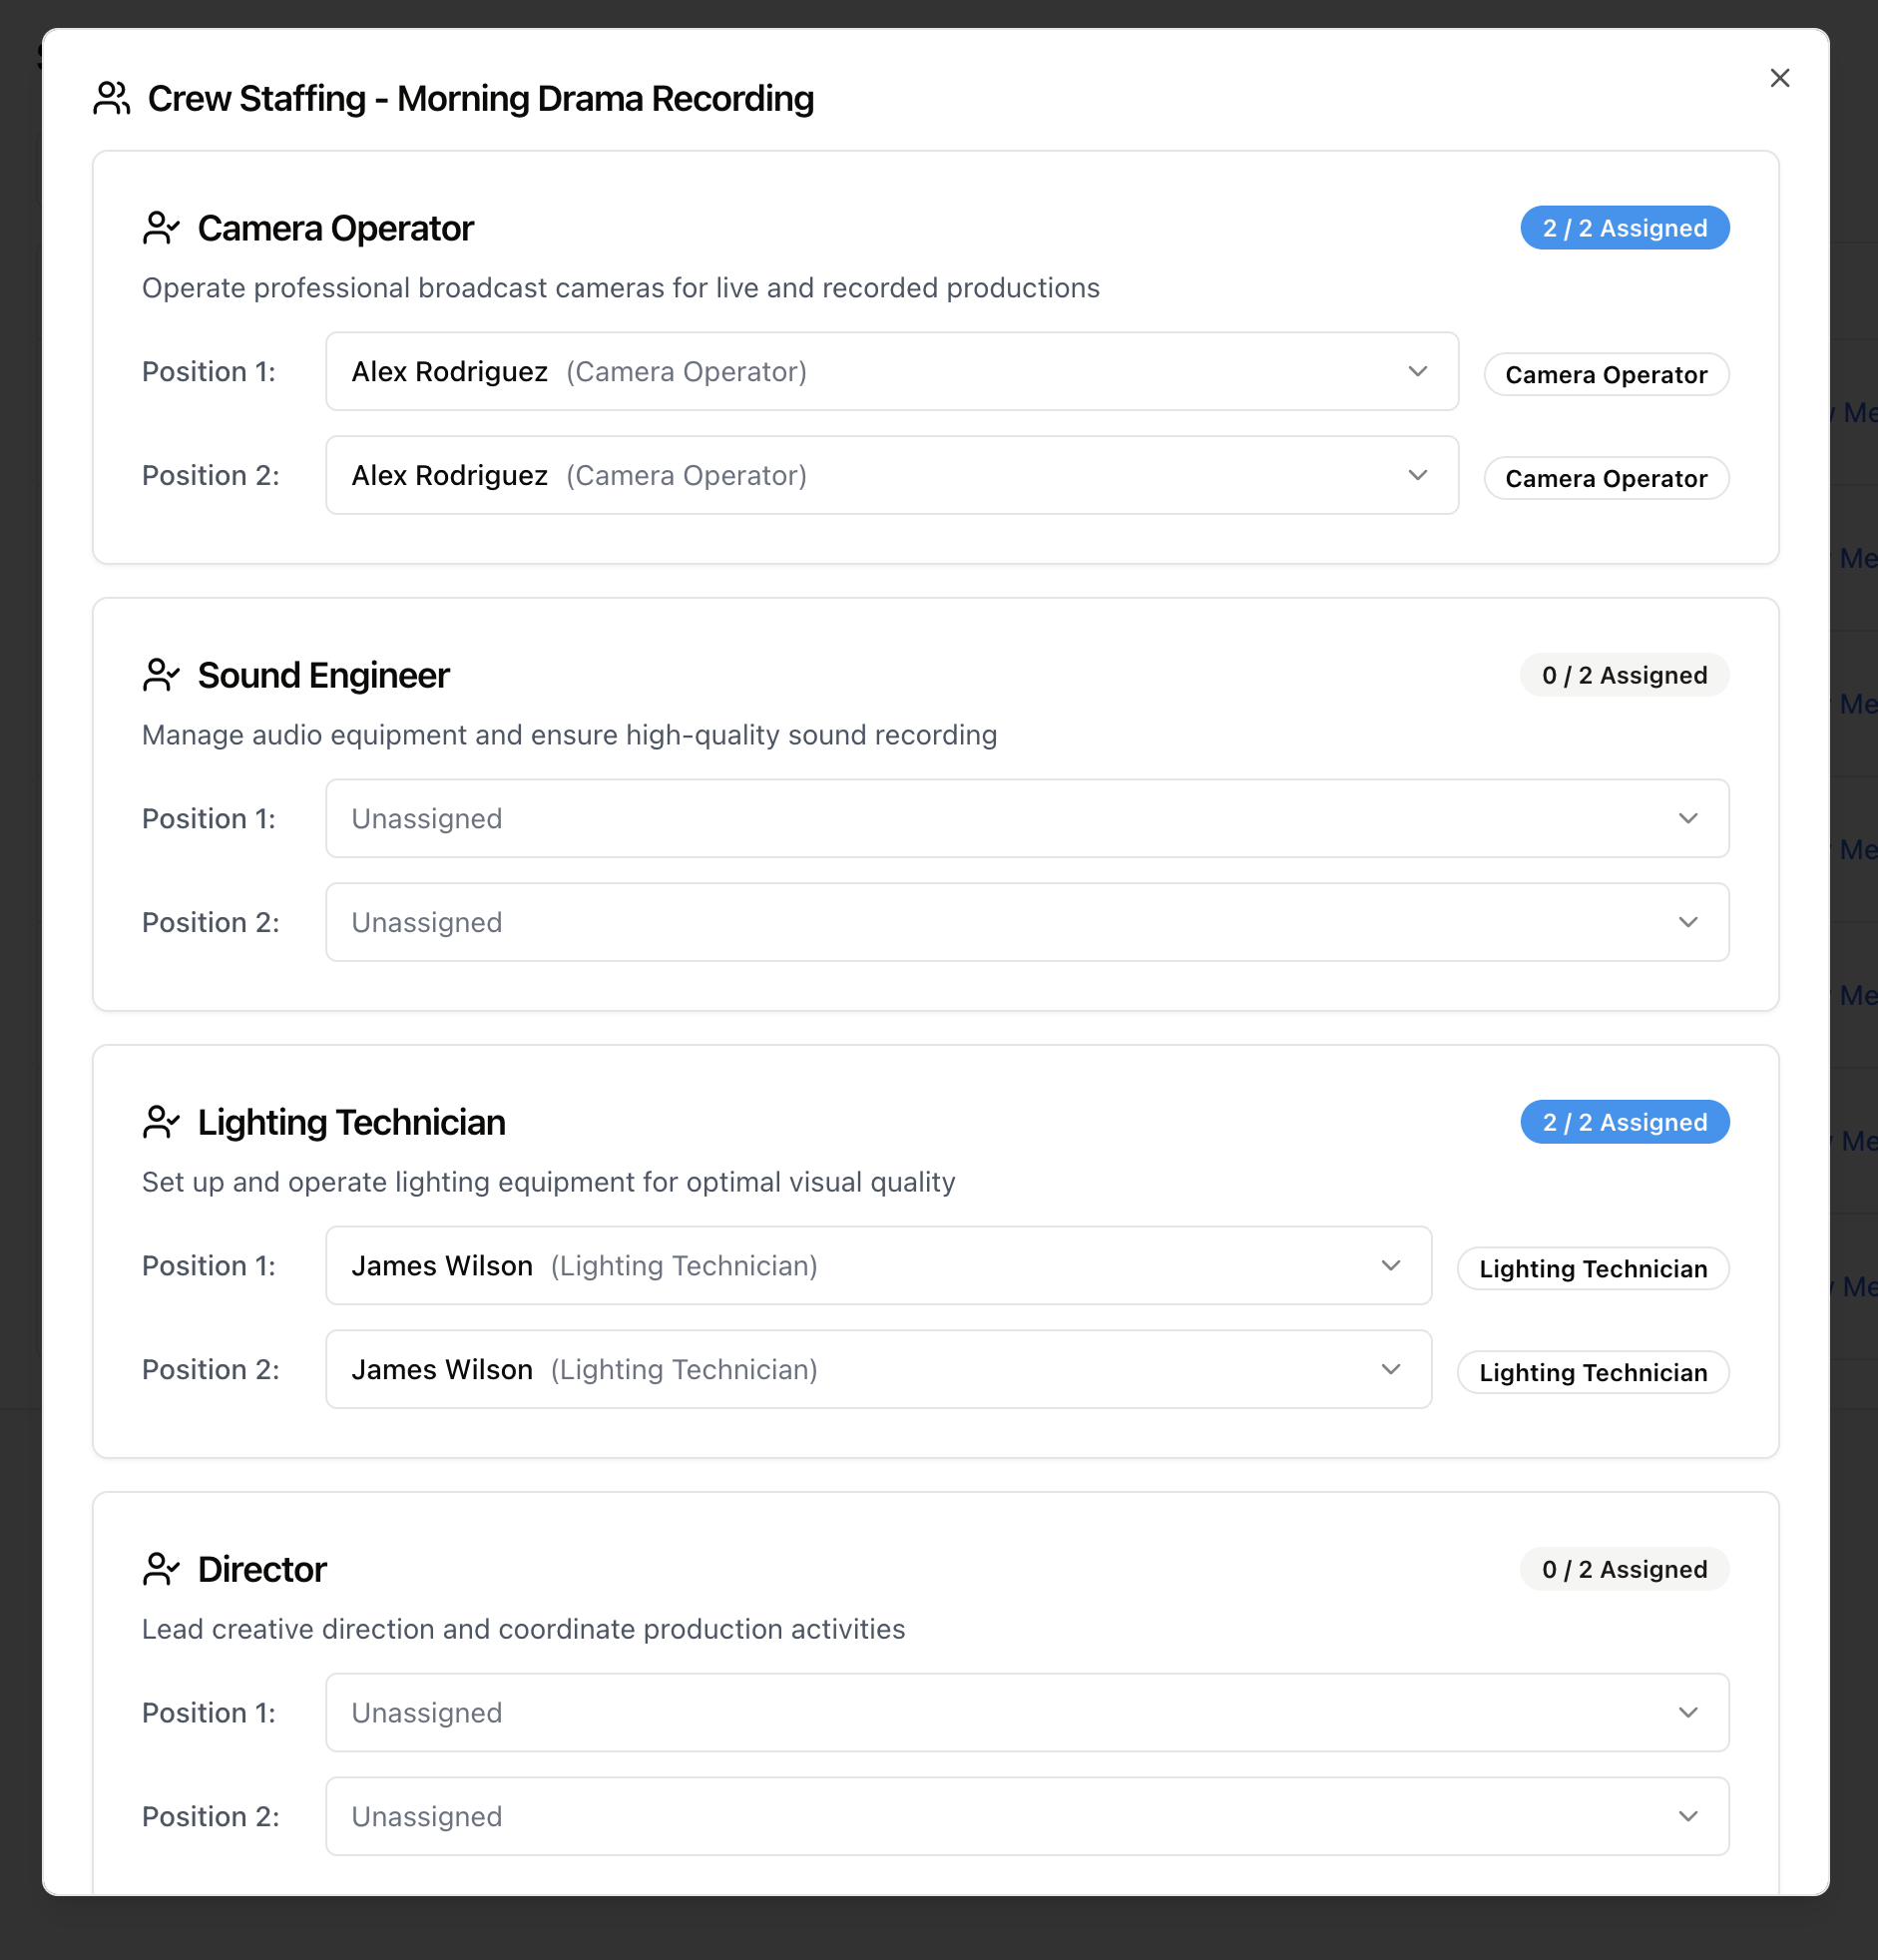 Crew Staffing - Morning Drama Recording
Camera Operator
2 / 2 Assigned
Operate professional broadcast cameras for live and recorded productions
Position 1:
Alex Rodriguez (Camera Operator)
Camera Operator
Position 2:
Alex Rodriguez (Camera Operator)
Camera Operator
Sound Engineer
0 / 2 Assigned
Manage audio equipment and ensure high-quality sound recording
Position 1:
Unassigned
Position 2:
Unassigned
Lighting Technician
2 / 2 Assigned
Set up and operate lighting equipment for optimal visual quality
Position 1:
James Wilson (Lighting Technician)
Lighting Technician
Position 2:
James Wilson (Lighting Technician)
Lighting Technician
Director
0 / 2 Assigned
Lead creative direction and coordinate production activities
Position 1:
Unassigned
Position 2:
Unassigned